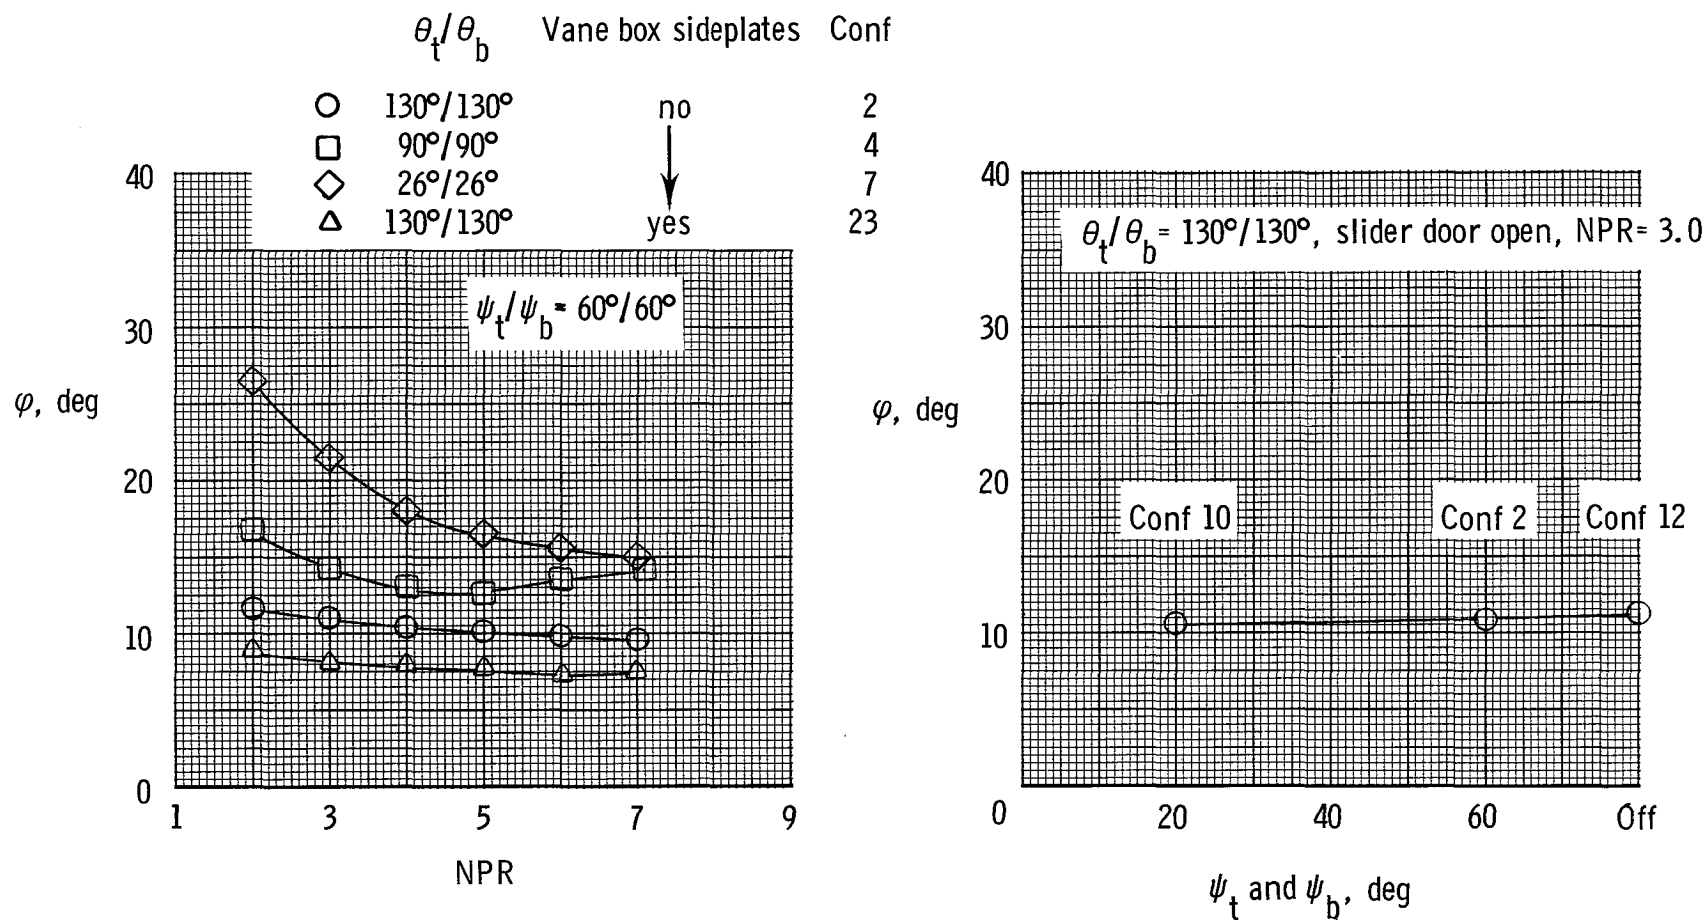 θt/θb Vane box sideplates Conf
130°/130° no 2
90°/90° 4
26°/26° 7
130°/130° yes 23
ψt/ψb = 60°/60°
40
30
20
10
0
φ, deg
1 3 5 7 9
NPR
θt/θb = 130°/130°, slider door open, NPR = 3.0
40
30
20
10
0
φ, deg
Conf 10 Conf 2 Conf 12
20 40 60 Off
ψt and ψb, deg